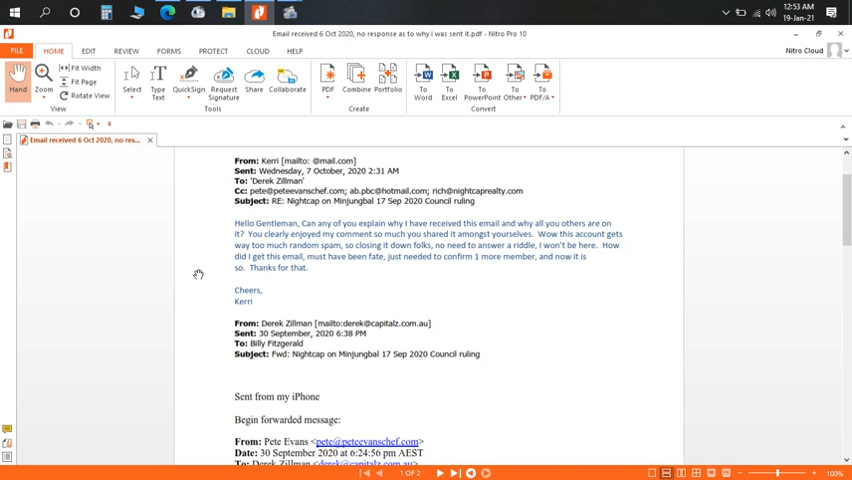 12:53 AM
19-Jan-21
Email received 6 Oct 2020, no response as to why I was sent it.pdf - Nitro Pro 10
FILE HOME EDIT REVIEW FORMS PROTECT CLOUD HELP
Nitro Cloud
Hand Zoom Fit Width Fit Page Rotate View
View
Select Type Text QuickSign Request Signature Share Collaborate
Tools
PDF Combine Portfolio
Create
To Word To Excel To PowerPoint To Other To PDF/A
Convert
Email received 6 Oct 2020, no res...
From: Kerri [mailto: @mail.com]
Sent: Wednesday, 7 October, 2020 2:31 AM
To: 'Derek Zillman'
Cc: pete@peteevanschef.com; ab.pbc@hotmail.com; rich@nightcaprealty.com
Subject: RE: Nightcap on Minjungbal 17 Sep 2020 Council ruling
Hello Gentleman, Can any of you explain why I have received this email and why all you others are on
it? You clearly enjoyed my comment so much you shared it amongst yourselves. Wow this account gets
way too much random spam, so closing it down folks, no need to answer a riddle, I won't be here. How
did I get this email, must have been fate, just needed to confirm 1 more member, and now it is
so. Thanks for that.
Cheers,
Kerri
From: Derek Zillman [mailto:derek@capitalz.com.au]
Sent: 30 September, 2020 6:38 PM
To: Billy Fitzgerald
Subject: Fwd: Nightcap on Minjungbal 17 Sep 2020 Council ruling
Sent from my iPhone
Begin forwarded message:
From: Pete Evans <pete@peteevanschef.com>
Date: 30 September 2020 at 6:24:56 pm AEST
To: Derek Zillman <derek@capitalz.com.au>
1 OF 2
100%